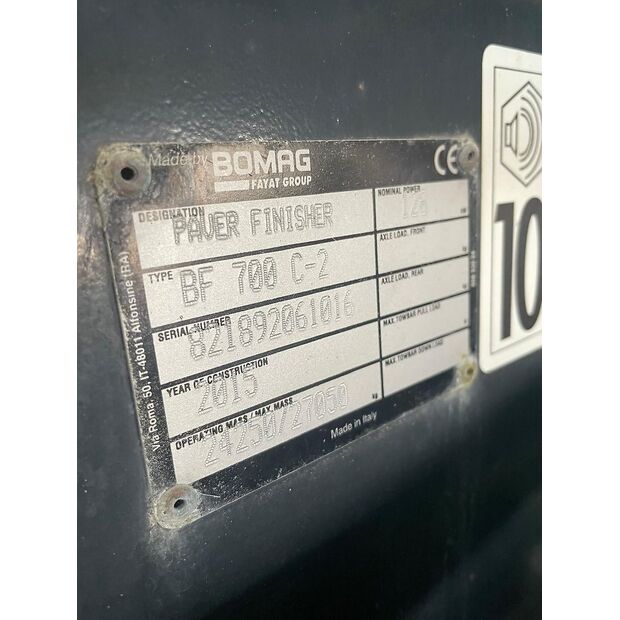 Made by BOMAG
FAYAT GROUP
CE
DESIGNATION
PAVER FINISHER
NOMINAL POWER
kW
TYPE
BF 700 C-2
AXLE LOAD, FRONT
SERIAL-NUMBER
821892061016
AXLE LOAD, REAR
YEAR OF CONSTRUCTION
2015
MAX. TOWBAR PULL LOAD
OPERATING MASS / MAX. MASS
24250/27050
kg
MAX. TOWBAR DOWN LOAD
Made in Italy
Via Roma, 50, IT-48011 Alfonsine (RA)
10